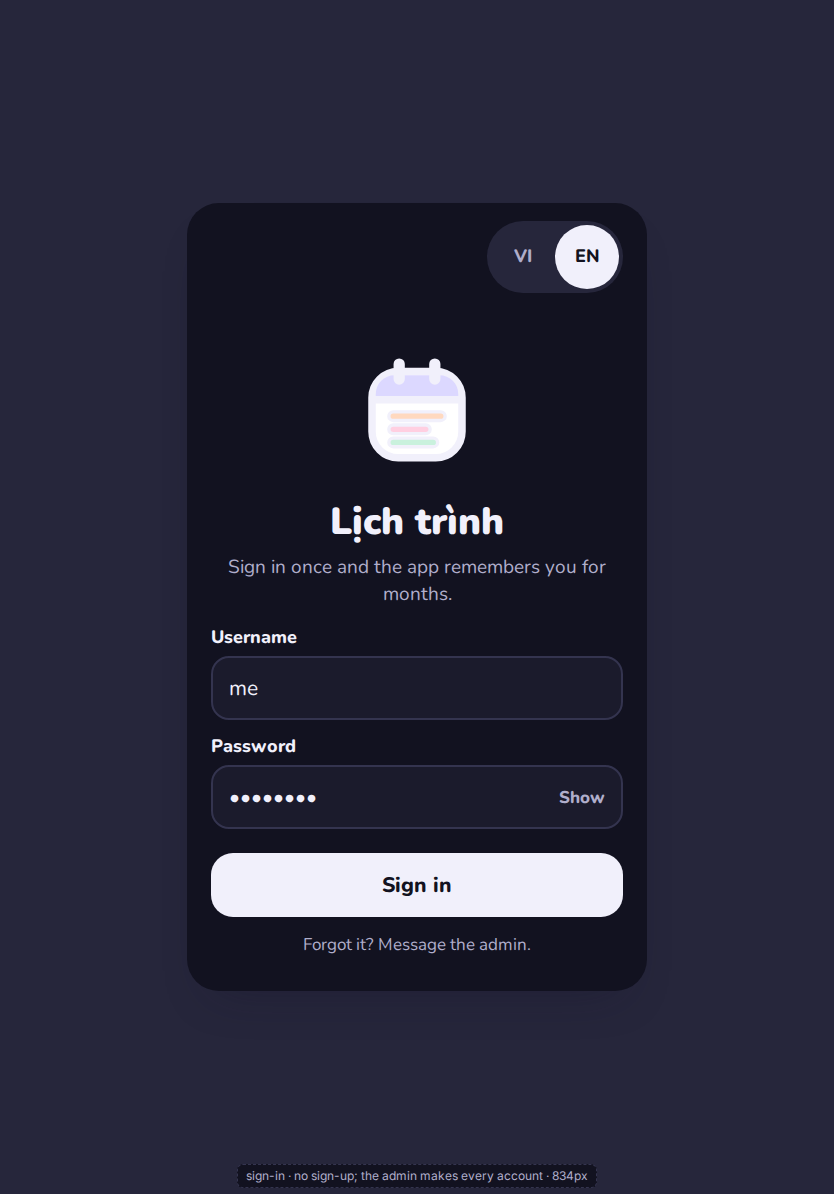 VI EN
Lịch trình
Sign in once and the app remembers you for
months.
Username
me
Password
•••••••• Show
Sign in
Forgot it? Message the admin.
sign-in · no sign-up; the admin makes every account · 834px